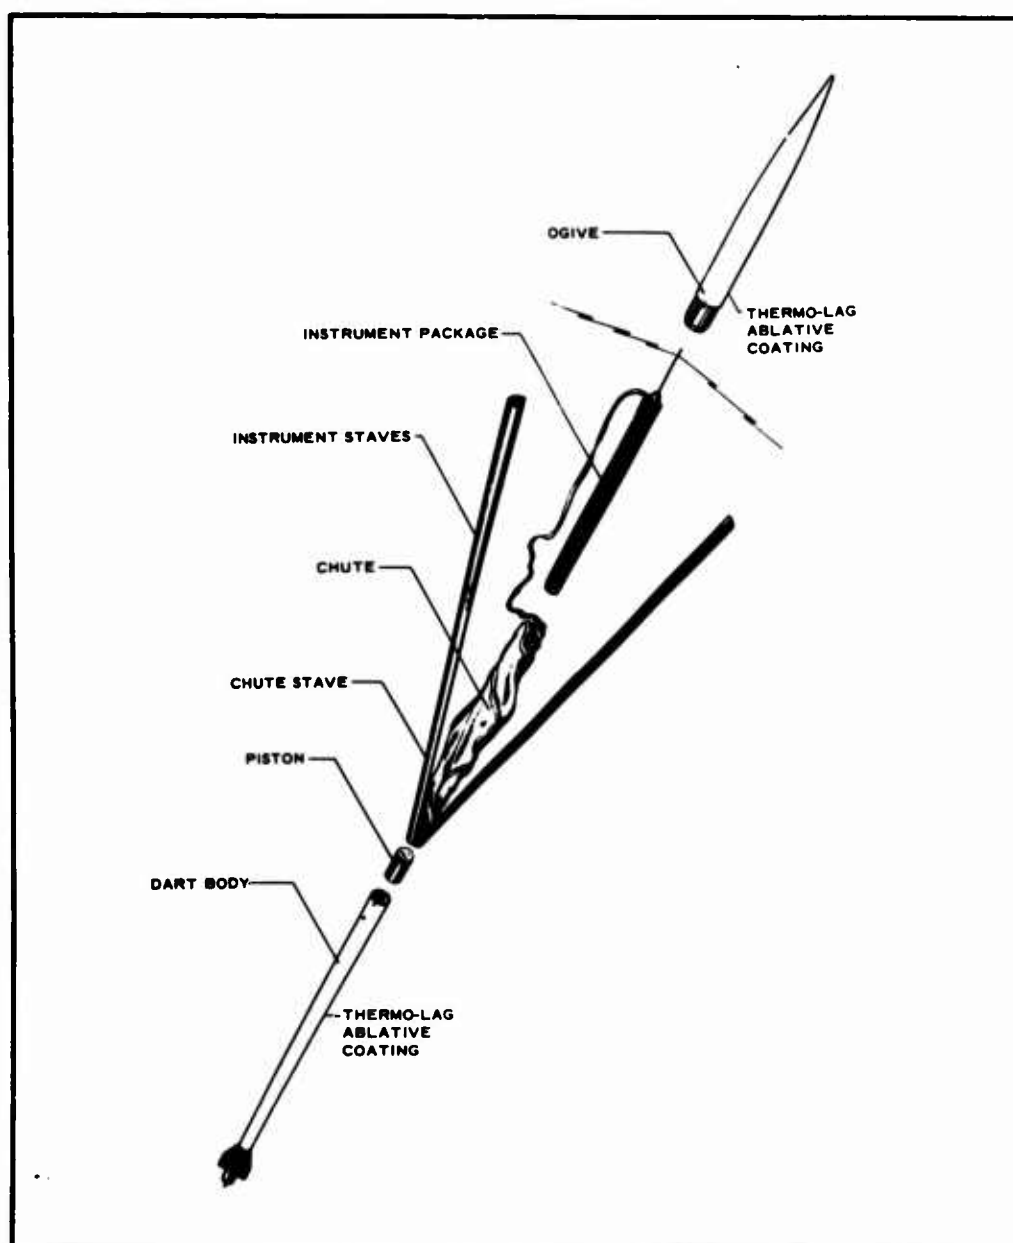 OGIVE
THERMO-LAG
ABLATIVE
COATING
INSTRUMENT PACKAGE
INSTRUMENT STAVES
CHUTE
CHUTE STAVE
PISTON
DART BODY
THERMO-LAG
ABLATIVE
COATING